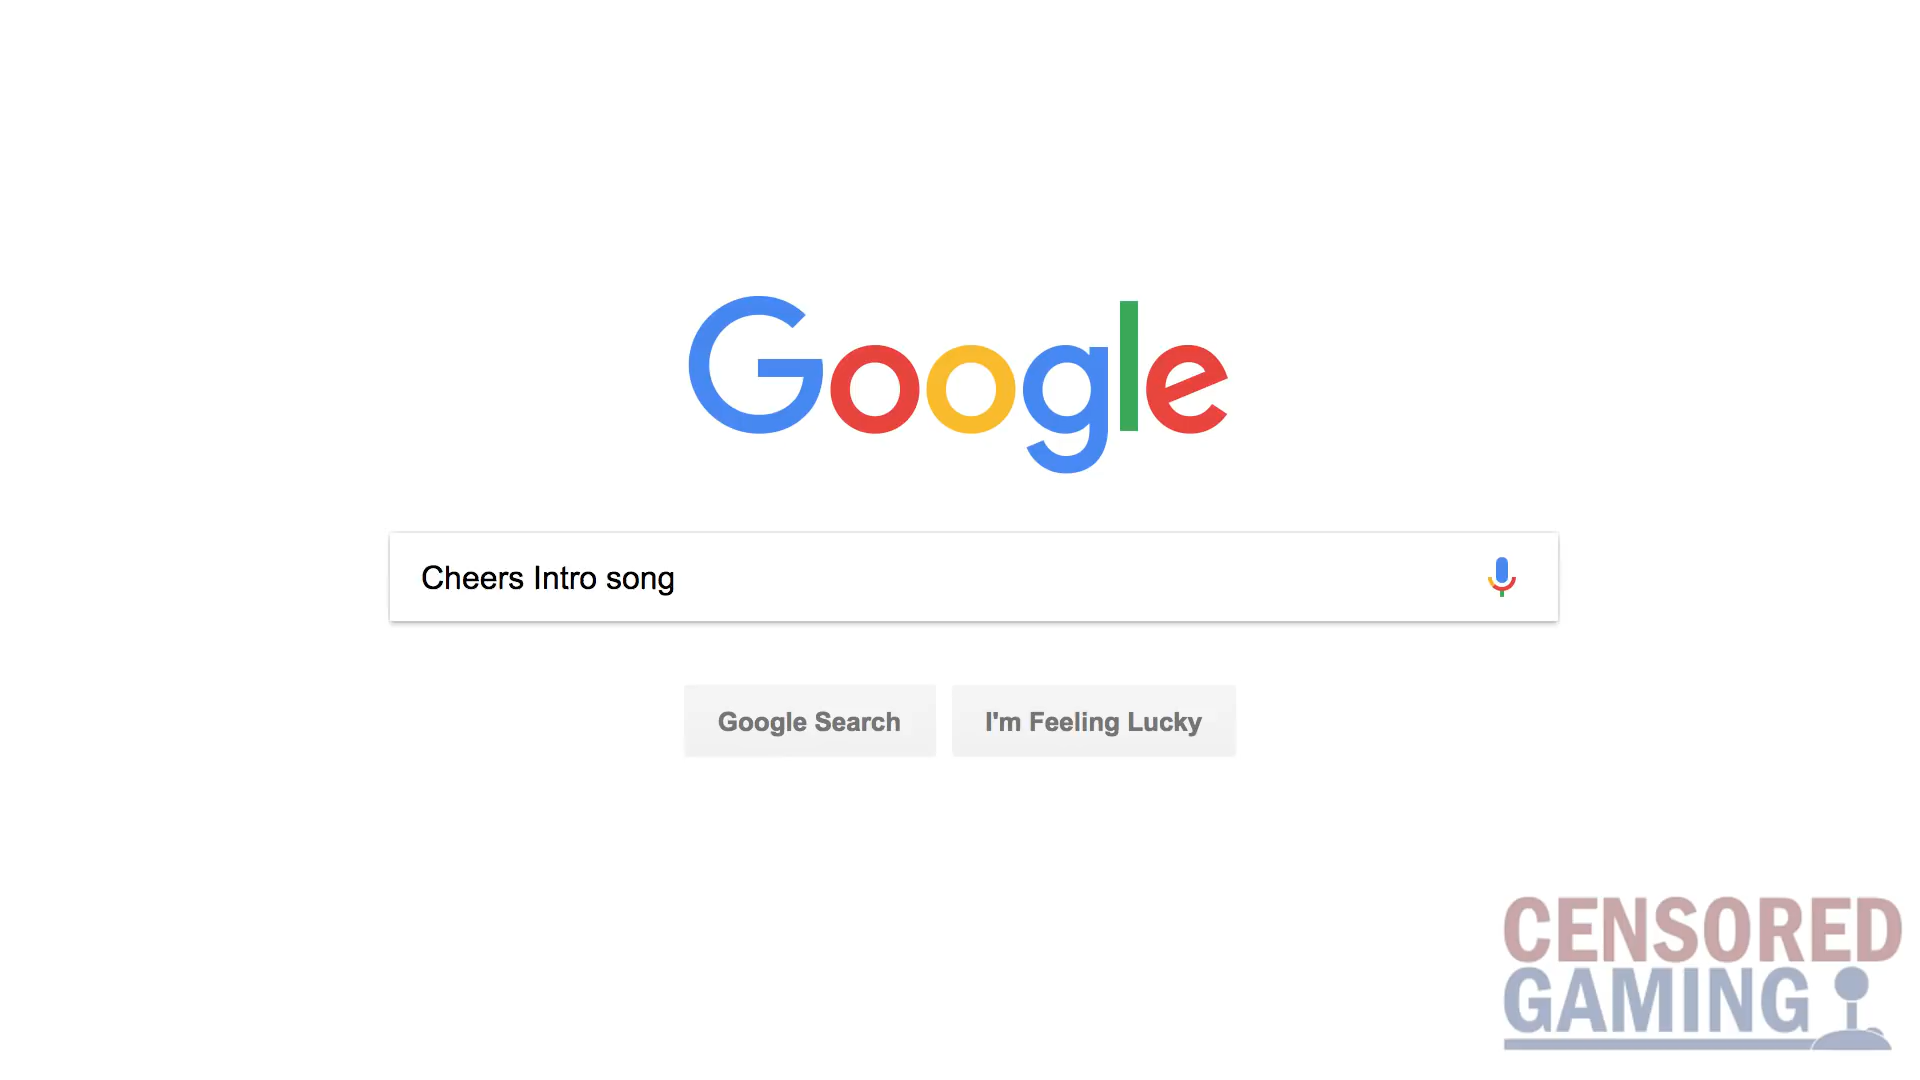 Google
Cheers Intro song
Google Search
I'm Feeling Lucky
CENSORED
GAMING